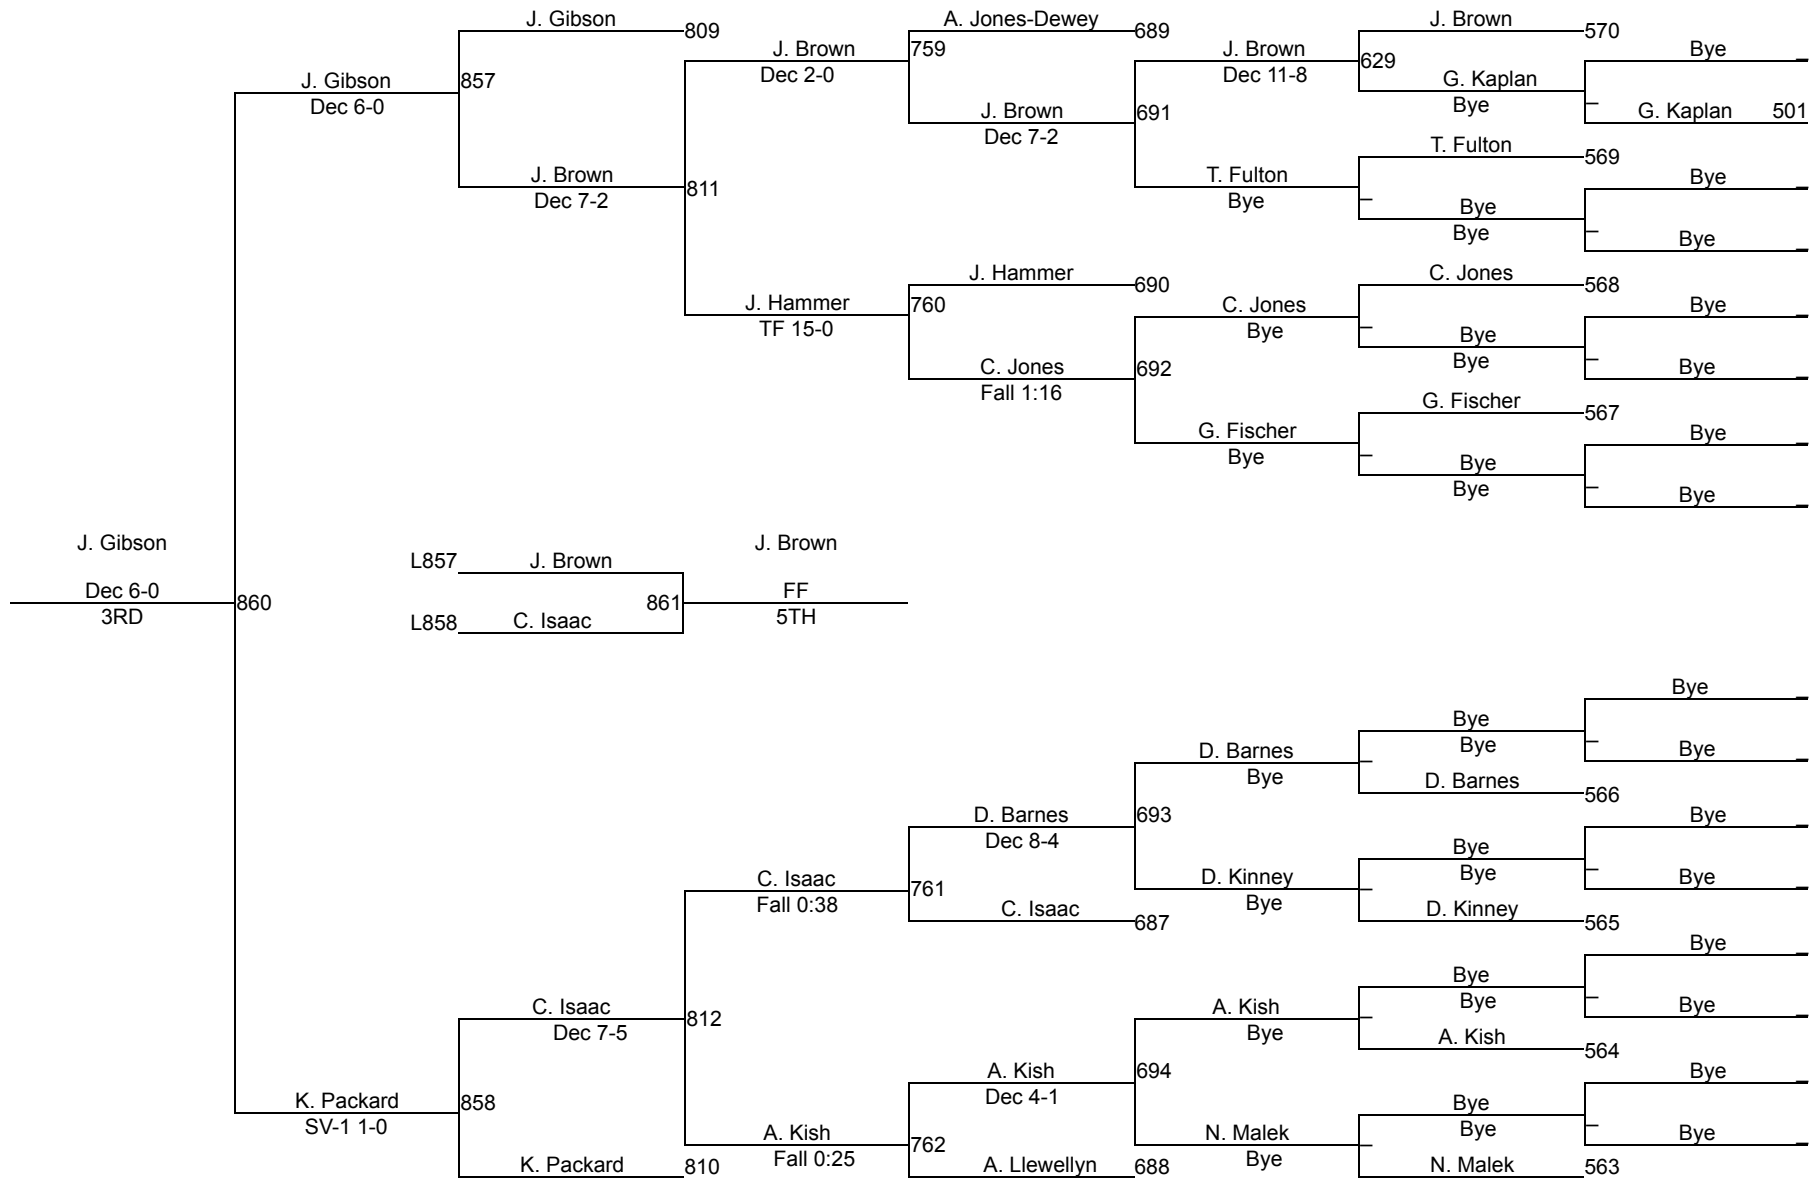 J. Gibson 809
A. Jones-Dewey 689
J. Brown 570
J. Brown 759
J. Brown
Bye _
Dec 2-0
Dec 11-8
629
J. Gibson 857
G. Kaplan
Dec 6-0
Bye
_
J. Brown 691
G. Kaplan 501
Dec 7-2
T. Fulton 569
J. Brown
T. Fulton
Bye _
Dec 7-2
811
Bye
_
Bye
Bye
Bye _
_
J. Hammer 690
C. Jones 568
J. Hammer 760
C. Jones
Bye _
TF 15-0
Bye
_
Bye
Bye
C. Jones 692
Bye _
_
Fall 1:16
G. Fischer 567
G. Fischer
Bye _
Bye
_
Bye
Bye
Bye _
_
J. Gibson
J. Brown
L857 J. Brown
Dec 6-0
FF
860
861
3RD
5TH
L858 C. Isaac
Bye _
Bye
Bye
D. Barnes
Bye _
_
Bye
_
D. Barnes 566
D. Barnes 693
Bye _
Dec 8-4
Bye
Bye
C. Isaac 761
D. Kinney
Bye _
_
Fall 0:38
Bye
_
C. Isaac 687
D. Kinney 565
Bye _
Bye
Bye
C. Isaac
A. Kish
Bye _
_
Dec 7-5
812
Bye
_
A. Kish 564
A. Kish 694
Bye _
Dec 4-1
K. Packard 858
Bye
Bye
SV-1 1-0
A. Kish 762
N. Malek
Bye _
_
Fall 0:25
Bye
_
K. Packard 810
A. Llewellyn 688
N. Malek 563